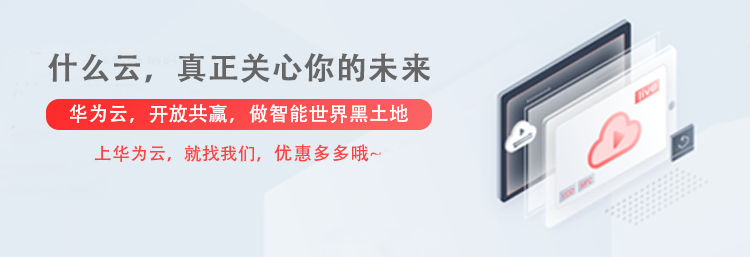 什么云，真正关心你的未来
华为云，开放共赢，做智能世界黑土地
上华为云，就找我们，优惠多多哦~
live